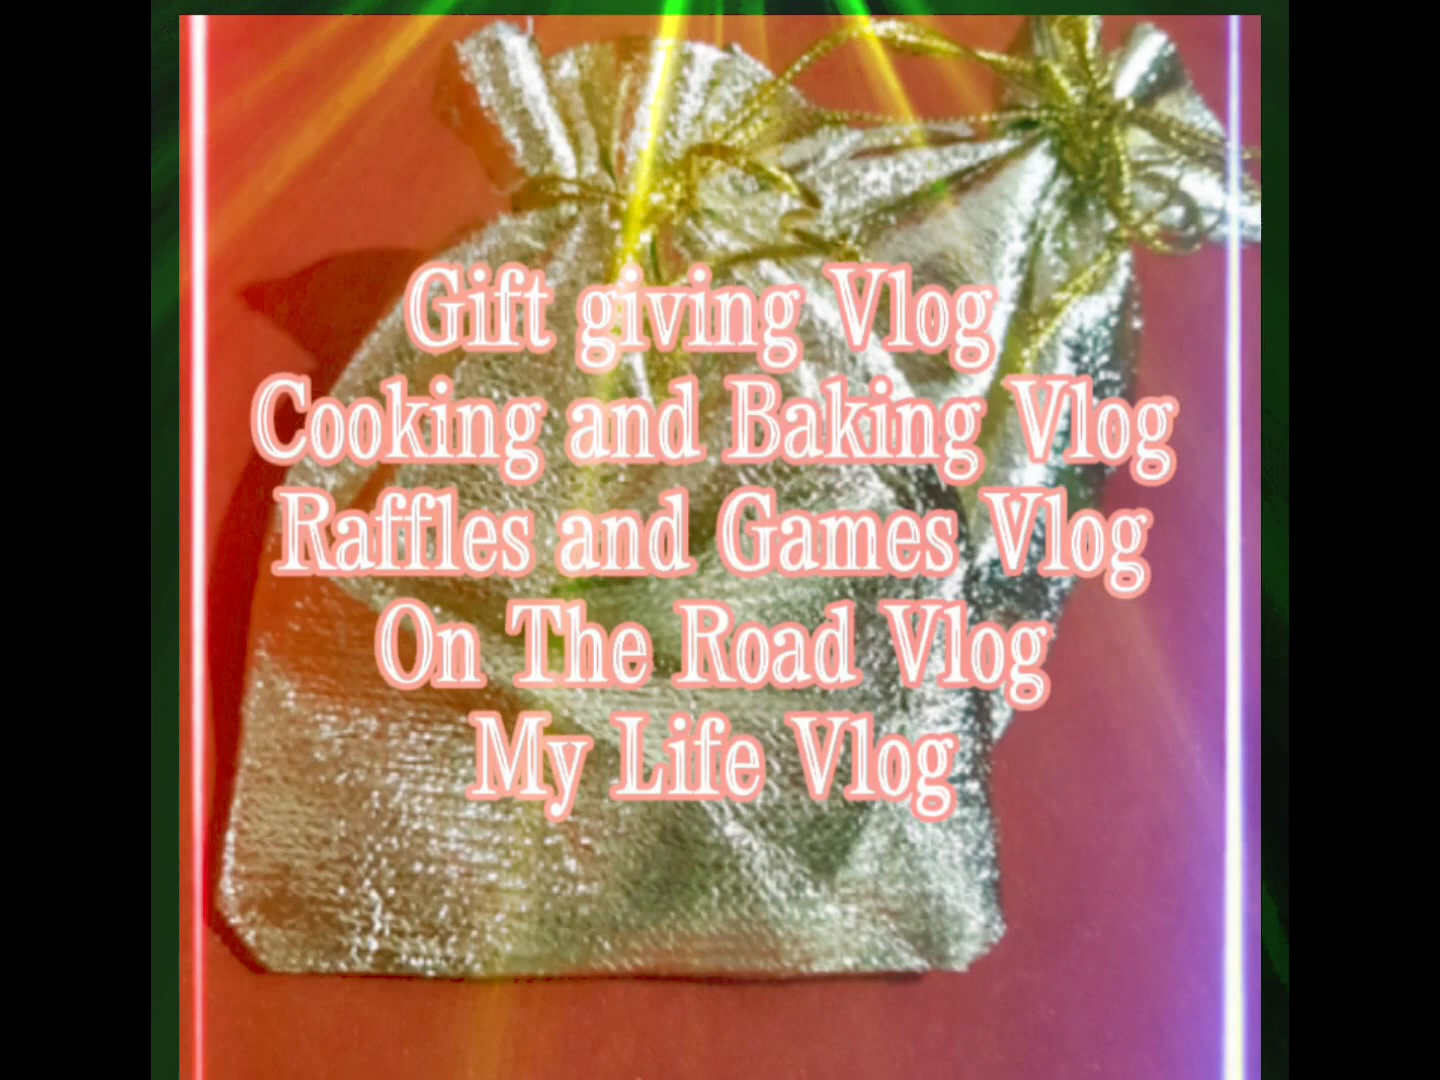 Gift giving Vlog
Cooking and Baking Vlog
Raffles and Games Vlog
On The Road Vlog
My Life Vlog